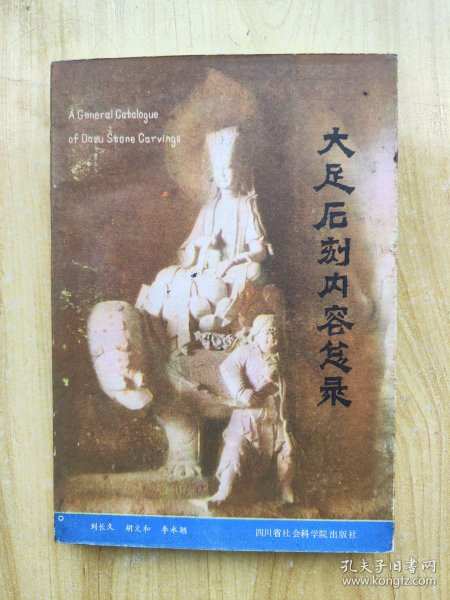 A General Catalogue
of Dazu Stone Carvings
大足石刻内容总录
刘长久 胡文和 李永翘
四川省社会科学院出版社
孔夫子旧书网
www.kongfz.com